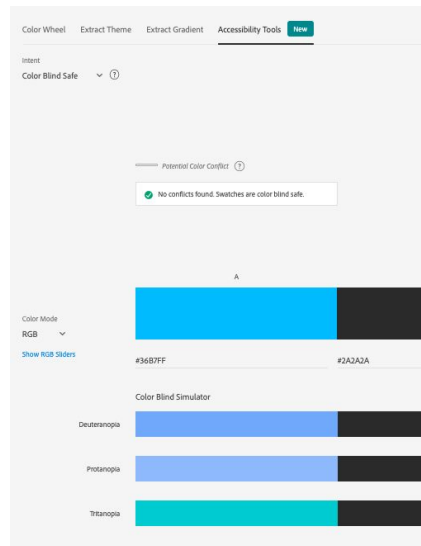 Color Wheel Extract Theme Extract Gradient Accessibility Tools New
Intent
Color Blind Safe ?
Potential Color Conflict ?
No conflicts found. Swatches are color blind safe.
A
Color Mode
RGB
Show RGB Sliders
#36B7FF #2A2A2A
Color Blind Simulator
Deuteranopia
Protanopia
Tritanopia